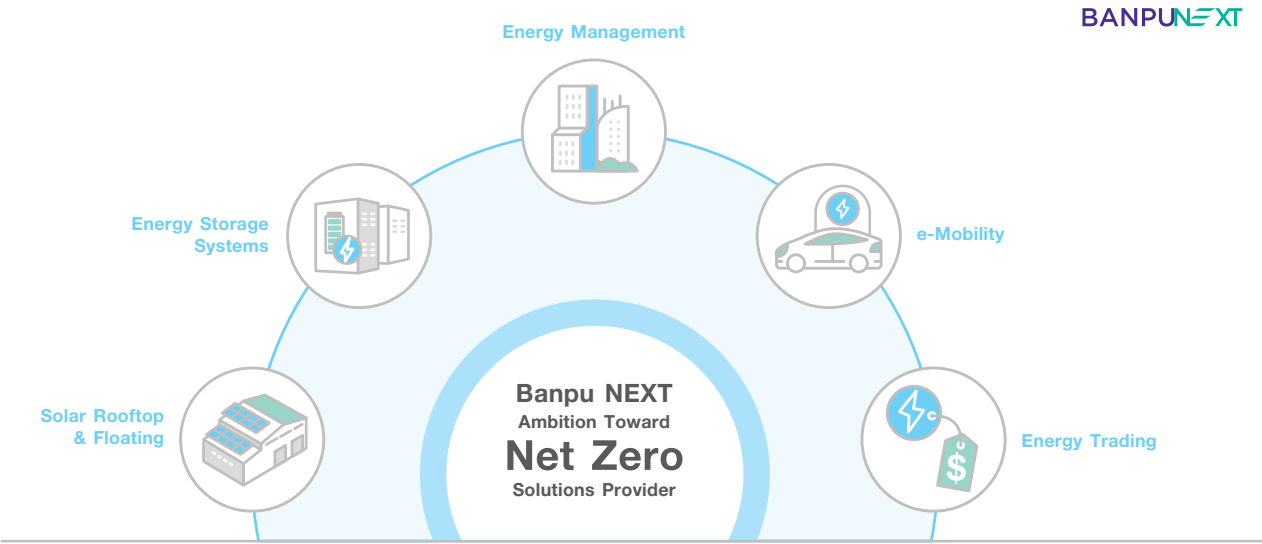 BANPUNEXT
Energy Management
Energy Storage
Systems
e-Mobility
Solar Rooftop
& Floating
Banpu NEXT
Ambition Toward
Net Zero
Solutions Provider
$
Energy Trading